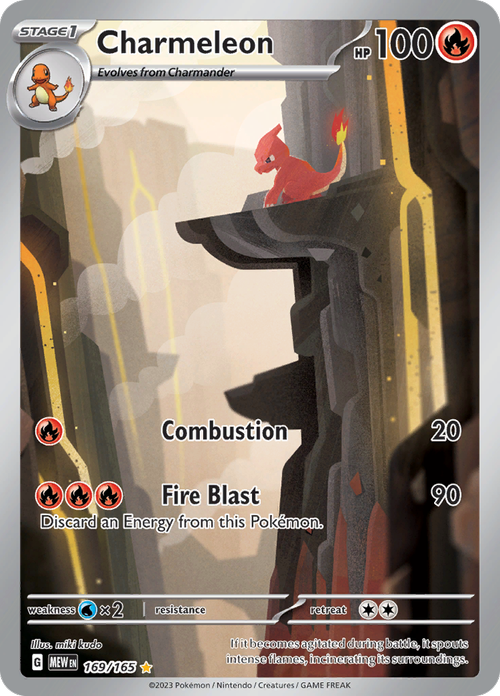 STAGE1
Charmeleon
HP 100
Evolves from Charmander
Combustion 20
Fire Blast 90
Discard an Energy from this Pokémon.
weakness ×2 resistance retreat
Illus. miki kudo
If it becomes agitated during battle, it spouts
intense flames, incinerating its surroundings.
G MEW EN 169/165
©2023 Pokémon / Nintendo / Creatures / GAME FREAK